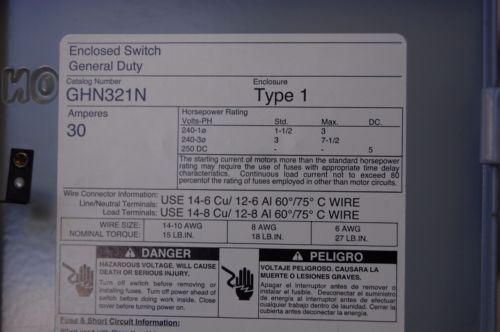 NO
Enclosed Switch
General Duty
Catalog Number Enclosure
GHN321N Type 1
Amperes
30
Horsepower Rating
Volts-PH Std. Max. DC.
240-1ø 1-1/2 3
240-3ø 3 7-1/2
250 DC - - 5
The starting current of motors more than the standard horsepower
rating may require the use of fuses with appropriate time delay
characteristics. Continuous load current not to exceed 80
percentof the rating of fuses employed in other than motor circuits.
Wire Connector Information:
Line/Neutral Terminals: USE 14-6 Cu/ 12-6 Al 60°/75° C WIRE
Load Terminals: USE 14-8 Cu/ 12-8 Al 60°/75° C WIRE
WIRE SIZE: 14-10 AWG 8 AWG 6 AWG
NOMINAL TORQUE: 15 LB.IN. 18 LB.IN. 27 LB.IN.
DANGER
HAZARDOUS VOLTAGE. WILL CAUSE
DEATH OR SERIOUS INJURY.
Turn off switch before removing or
installing fuses. Turn off power ahead of
switch before doing work inside. Close
cover before turning power on.
PELIGRO
VOLTAJE PELIGROSO. CAUSARA LA
MUERTE O LESIONES GRAVES.
Apagar el interruptor antes de remover o
instalar el fusible. Desconectar el suministro
de energía al interruptor antes de efectuar
cualquier trabajo dentro de launidad. Cerrar
la cubierta antes de conectar la energía.
Fuse & Short Circuit Information: